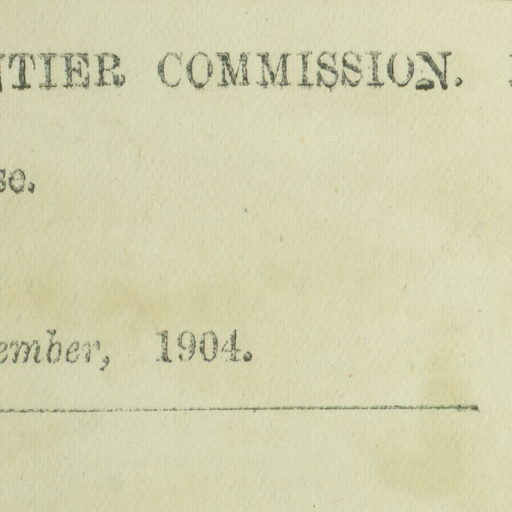 NTIER COMMISSION.
se.
ember, 1904.